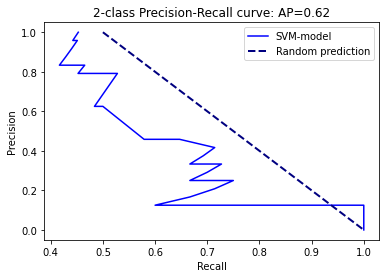 2-class Precision-Recall curve: AP=0.62
SVM-model
Random prediction
1.0
0.8
0.6
0.4
0.2
0.0
Precision
0.4 0.5 0.6 0.7 0.8 0.9 1.0
Recall